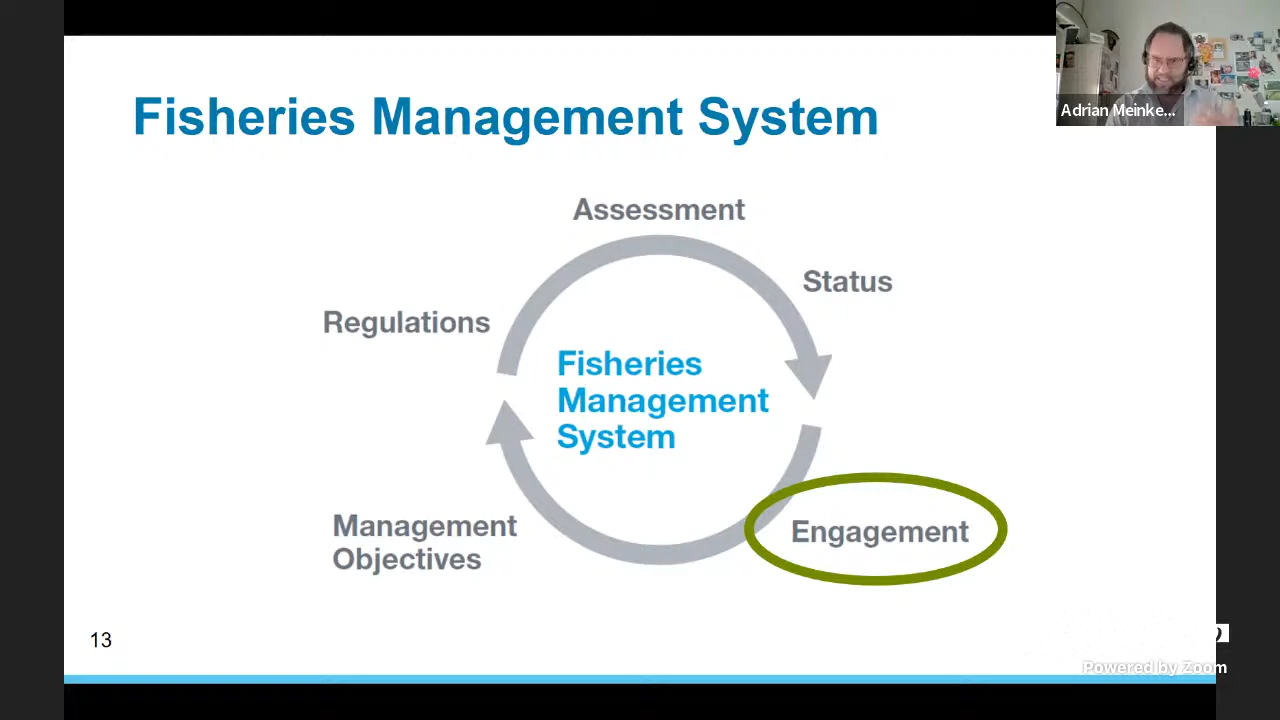 Fisheries Management System
Adrian Meinke...
Assessment
Status
Regulations
Fisheries
Management
System
Management
Objectives
Engagement
13
Powered by Zoom